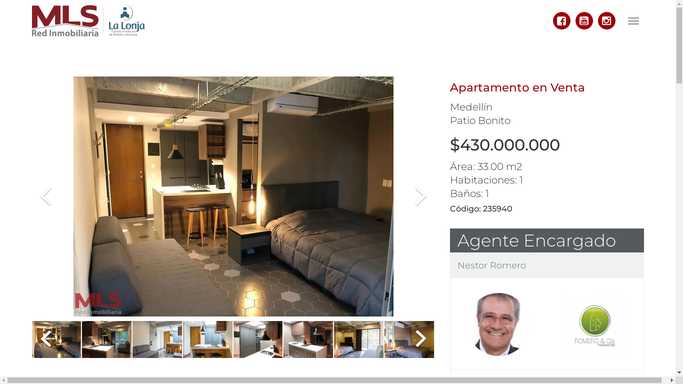 MLS
Red Inmobiliaria
La Lonja
Apartamento en Venta
Medellín
Patio Bonito
$430.000.000
Área: 33.00 m2
Habitaciones: 1
Baños: 1
Código: 235940
Agente Encargado
Nestor Romero
MLS
Red Inmobiliaria
ROMERO & Cía